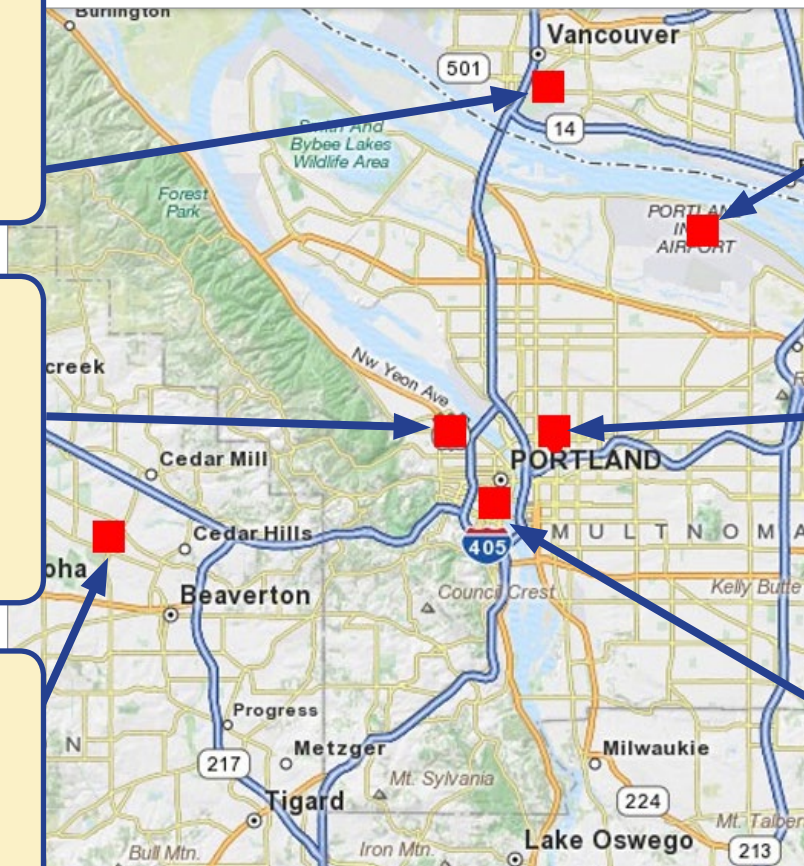 Burlington
Vancouver
501
14
Smith And
Bybee Lakes
Wildlife Area
Forest
Park
AIRPORT
creek
Nw Yeon Ave
Cedar Mill
PORTLAND
Cedar Hills
405
MULTNOMA
oha
Beaverton
Council Crest
Kelly Butte
Progress
N
Metzger
Milwaukie
217
Mt. Sylvania
224
Tigard
Mt. Talber
Bull Mtn.
Iron Mtn.
Lake Oswego
213